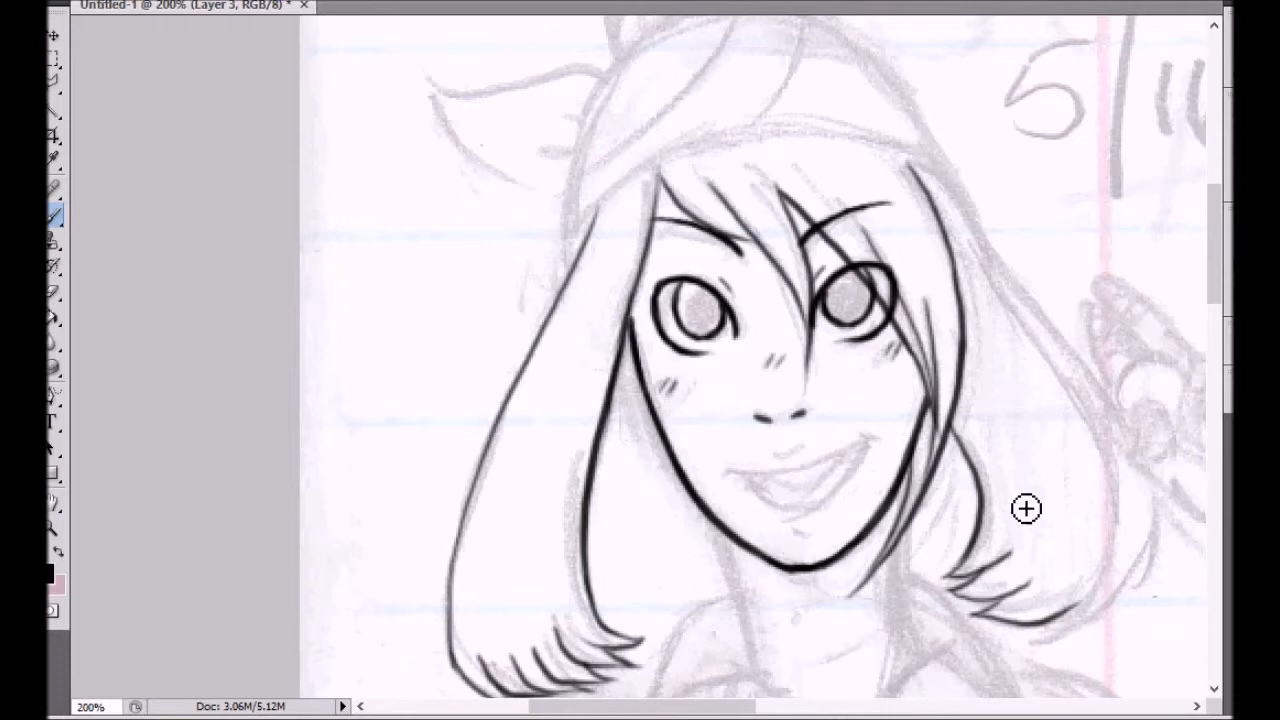 Untitled-1 @ 200% (Layer 3, RGB/8) *
5/1
T
200%
Doc: 3.06M/5.12M